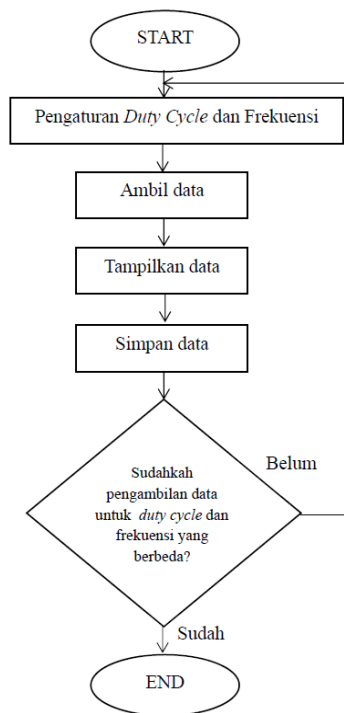 START
Pengaturan Duty Cycle dan Frekuensi
Ambil data
Tampilkan data
Simpan data
Sudahkah
pengambilan data
untuk duty cycle dan
frekuensi yang
berbeda?
Belum
Sudah
END